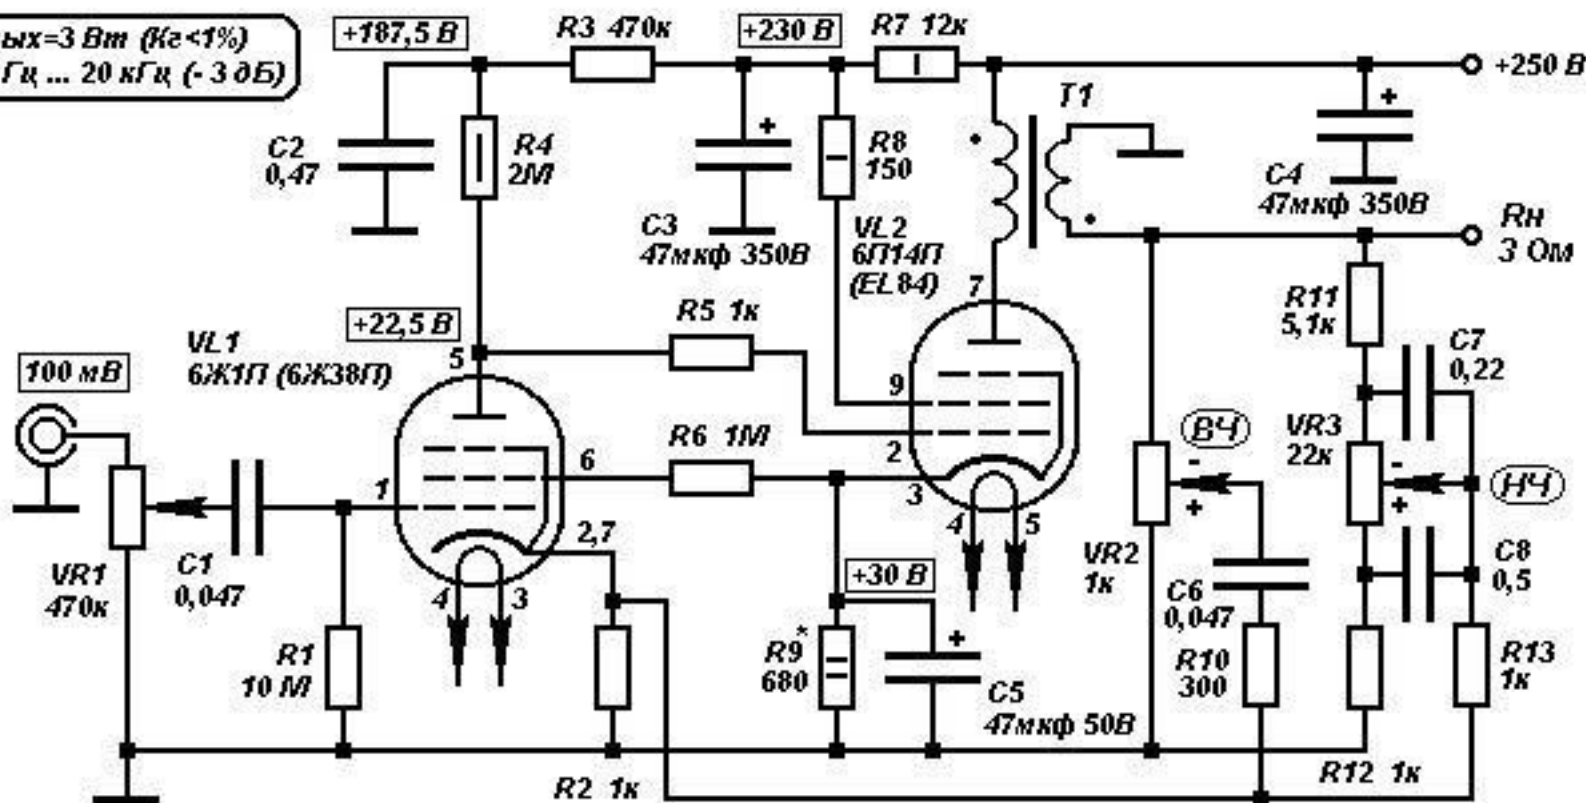 ых=3 Вт (Кг<1%)
Гц ... 20 кГц (- 3 дБ)
+187,5 В
R3 470к
+230 В
R7 12к
+250 В
T1
C2
0,47
R4
2М
C3
47мкф 350В
R8
150
VL2
6П14П
(EL84)
C4
47мкф 350В
Rн
3 Ом
7
R11
5,1к
+22,5 В
R5 1к
C7
0,22
VL1
6Ж1П (6Ж38П)
5
100 мВ
9
2
3
ВЧ
VR3
22к
R6 1М
6
1
НЧ
2,7
4
5
VR1
470к
C1
0,047
4
3
+30 В
VR2
1к
C6
0,047
C8
0,5
R1
10 М
R9*
680
C5
47мкф 50В
R10
300
R13
1к
R2 1к
R12 1к